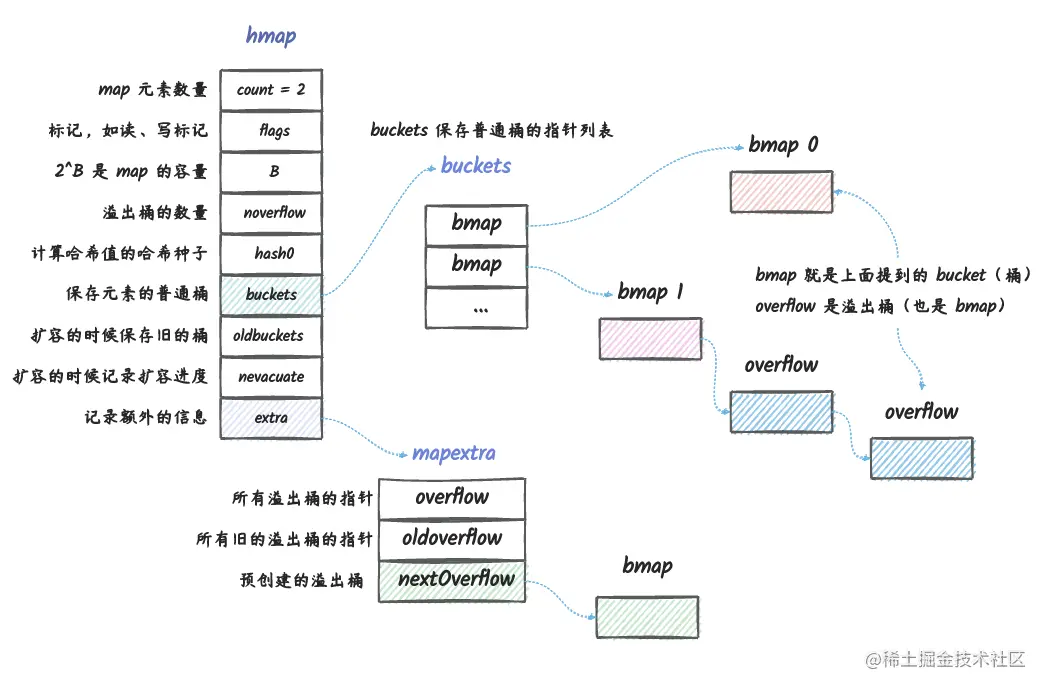 hmap
map 元素数量
count = 2
标记，如读、写标记
flags
2^B 是 map 的容量
B
溢出桶的数量
noverflow
计算哈希值的哈希种子
hash0
保存元素的普通桶
buckets
扩容的时候保存旧的桶
oldbuckets
扩容的时候记录扩容进度
nevacuate
记录额外的信息
extra
buckets 保存普通桶的指针列表
buckets
bmap
bmap
...
bmap 0
bmap 1
bmap 就是上面提到的 bucket（桶）
overflow 是溢出桶（也是 bmap）
overflow
overflow
mapextra
所有溢出桶的指针
overflow
所有旧的溢出桶的指针
oldoverflow
预创建的溢出桶
nextOverflow
bmap
@稀土掘金技术社区